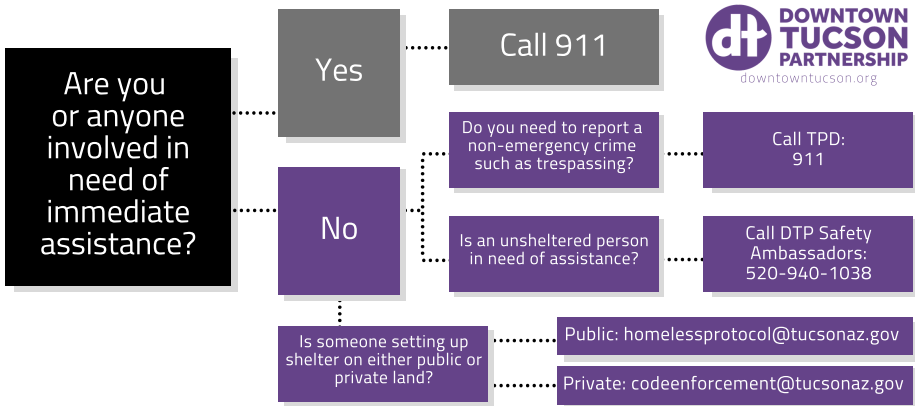 Are you
or anyone
involved in
need of
immediate
assistance?
Yes
Call 911
dt
DOWNTOWN
TUCSON
PARTNERSHIP
downtowntucson.org
No
Do you need to report a
non-emergency crime
such as trespassing?
Call TPD:
911
Is an unsheltered person
in need of assistance?
Call DTP Safety
Ambassadors:
520-940-1038
Is someone setting up
shelter on either public or
private land?
Public: homelessprotocol@tucsonaz.gov
Private: codeenforcement@tucsonaz.gov